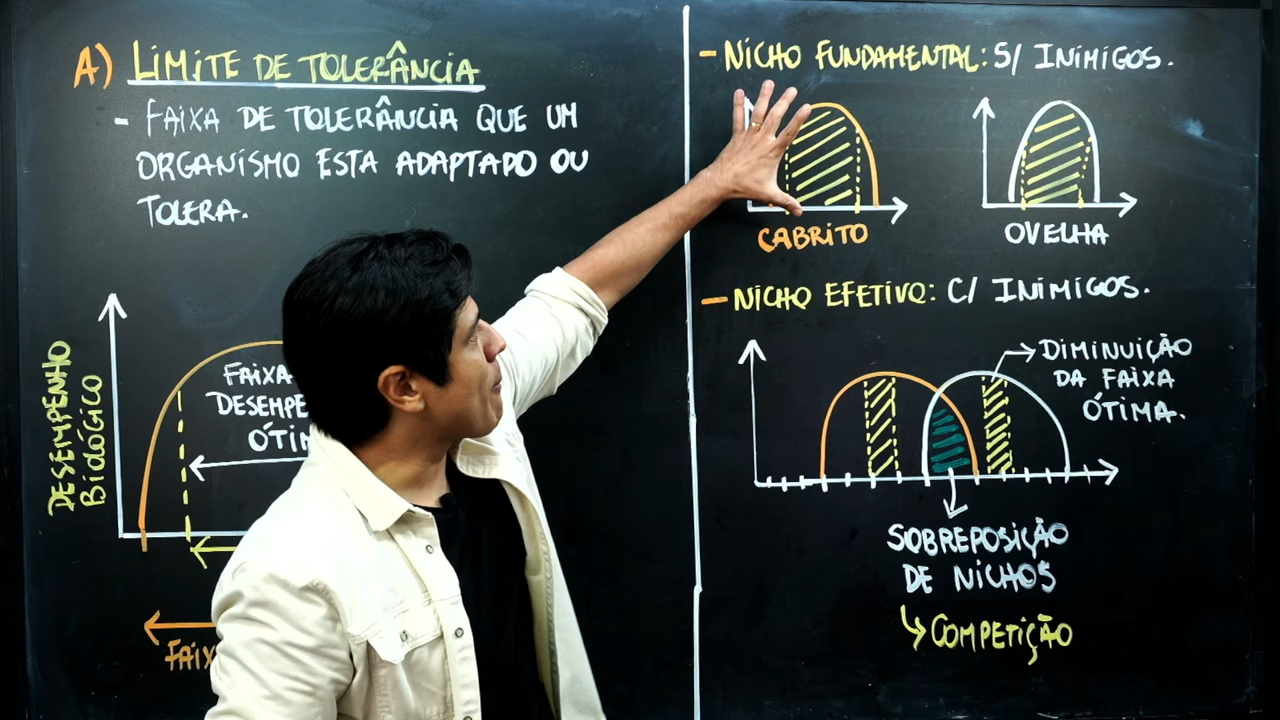 A) LIMITE DE TOLERÂNCIA
- FAIXA DE TOLERÂNCIA QUE UM
ORGANISMO ESTA ADAPTADO OU
TOLERA.
DESEMPENHO
BIOLÓGICO
FAIXA
ÓTIM
- NICHO FUNDAMENTAL: S/ INIMIGOS.
CABRITO
OVELHA
- NICHO EFETIVO: C/ INIMIGOS.
DIMINUIÇÃO
DA FAIXA
ÓTIMA.
SOBREPOSIÇÃO
DE NICHOS
COMPETIÇÃO